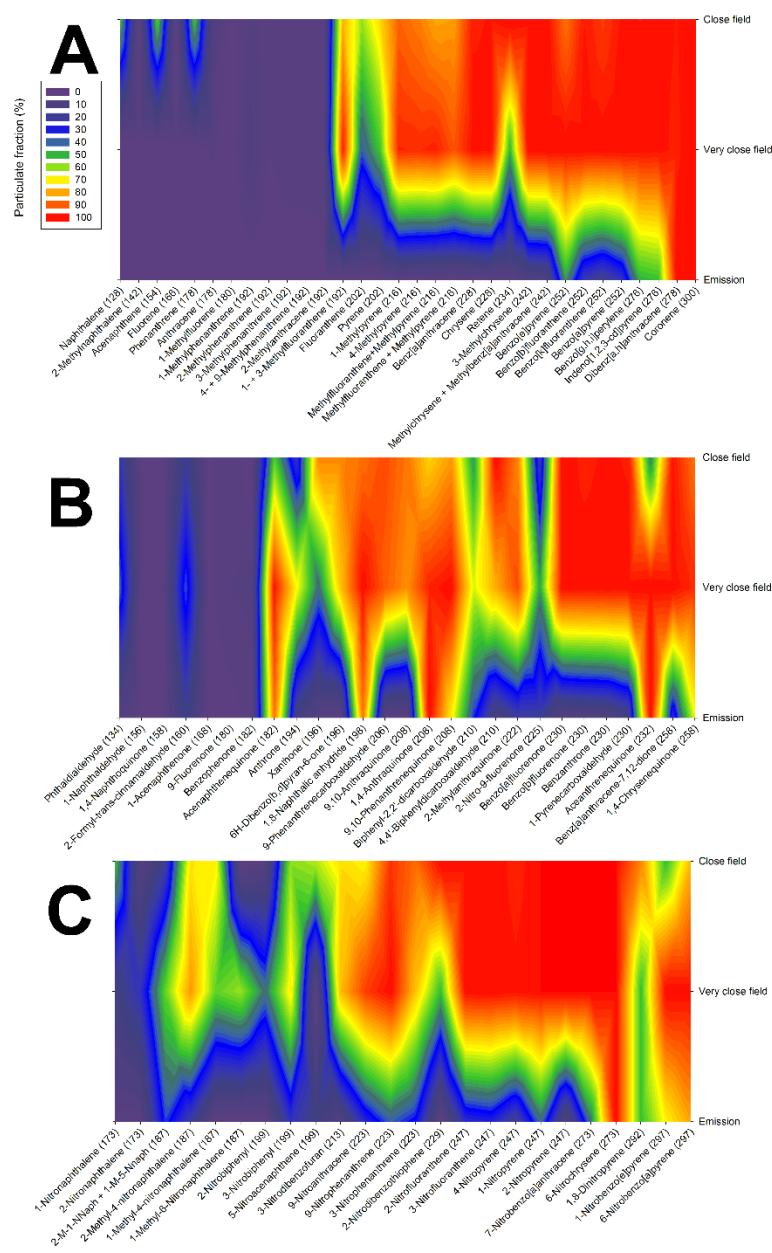 A
Particulate fraction (%)
0
10
20
30
40
50
60
70
80
90
100
Close field
Very close field
Emission
Naphthalene (128)
2-Methylnaphthalene (142)
Acenaphthene (154)
Fluorene (166)
Phenanthrene (178)
Anthracene (178)
1-Methylfluorene (180)
1-Methylphenanthrene (192)
2-Methylphenanthrene (192)
3-Methylphenanthrene (192)
4- + 9-Methylphenanthrene (192)
2-Methylanthracene (192)
1- + 3-Methylfluoranthene (192)
Fluoranthene (202)
Pyrene (202)
1-Methylpyrene (216)
4-Methylpyrene (216)
Methylfluoranthene+Methylpyrene (216)
Methylfluoranthene + Methylpyrene (216)
Benz[a]anthracene (228)
Chrysene (228)
Retene (234)
3-Methylchrysene (242)
Methylchrysene + Methylbenz[a]anthracene (242)
Benzo[a]pyrene (252)
Benzo[b]fluoranthene (252)
Benzo[k]fluoranthene (252)
Benzo[e]pyrene (252)
Benzo[g,h,i]perylene (276)
Indeno[1,2,3-cd]pyrene (276)
Dibenz[a,h]anthracene (278)
Coronene (300)
B
Close field
Very close field
Emission
Phthaldialdehyde (134)
1-Naphthaldehyde (156)
1,4-Naphthoquinone (158)
2-Formyl-trans-cinnamaldehyde (160)
1-Acenaphthenone (168)
9-Fluorenone (180)
Benzophenone (182)
Acenaphthenequinone (182)
Anthrone (194)
Xanthone (196)
6H-Dibenzo[b,d]pyran-6-one (196)
1,8-Naphthalic anhydride (198)
9-Phenanthrenecarboxaldehyde (206)
9,10-Anthraquinone (208)
1,4-Anthraquinone (208)
9,10-Phenanthrenequinone (208)
Biphenyl-2,2'-dicarboxaldehyde (210)
4,4'-Biphenyldicarboxaldehyde (210)
2-Methylanthraquinone (222)
2-Nitro-9-fluorenone (225)
Benzo[a]fluorenone (230)
Benzo[b]fluorenone (230)
Benzanthrone (230)
1-Pyrenecarboxaldehyde (230)
Aceanthrenequinone (232)
Benz[a]anthracene-7,12-dione (258)
1,4-Chrysenequinone (258)
C
Close field
Very close field
Emission
1-Nitronaphthalene (173)
2-Nitronaphthalene (173)
2-M-1-NNaph + 1-M-5-Nnaph (187)
2-Methyl-4-nitronaphthalene (187)
1-Methyl-4-nitronaphthalene (187)
1-Methyl-6-Nitronaphthalene (187)
2-Nitrobiphenyl (199)
3-Nitrobiphenyl (199)
5-Nitroacenaphthene (199)
3-Nitrodibenzofuran (213)
9-Nitroanthracene (223)
9-Nitrophenanthrene (223)
3-Nitrophenanthrene (223)
2-Nitrodibenzothiophene (229)
2-Nitrofluoranthene (247)
3-Nitrofluoranthene (247)
4-Nitropyrene (247)
1-Nitropyrene (247)
2-Nitropyrene (247)
7-Nitrobenzo[a]anthracene (273)
6-Nitrochrysene (273)
1,8-Dinitropyrene (292)
1-Nitrobenzo[e]pyrene (297)
6-Nitrobenzo[a]pyrene (297)